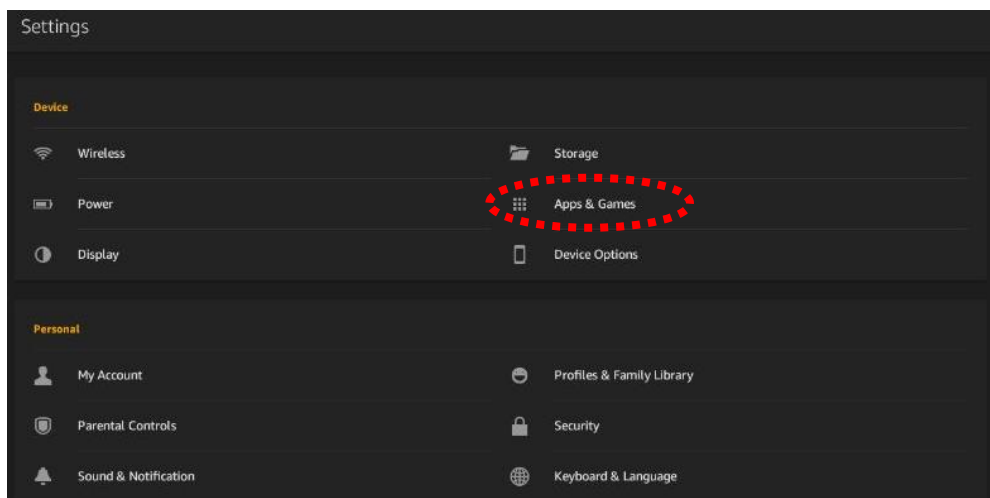 Settings
Device
Wireless
Storage
Power
Apps & Games
Display
Device Options
Personal
My Account
Profiles & Family Library
Parental Controls
Security
Sound & Notification
Keyboard & Language